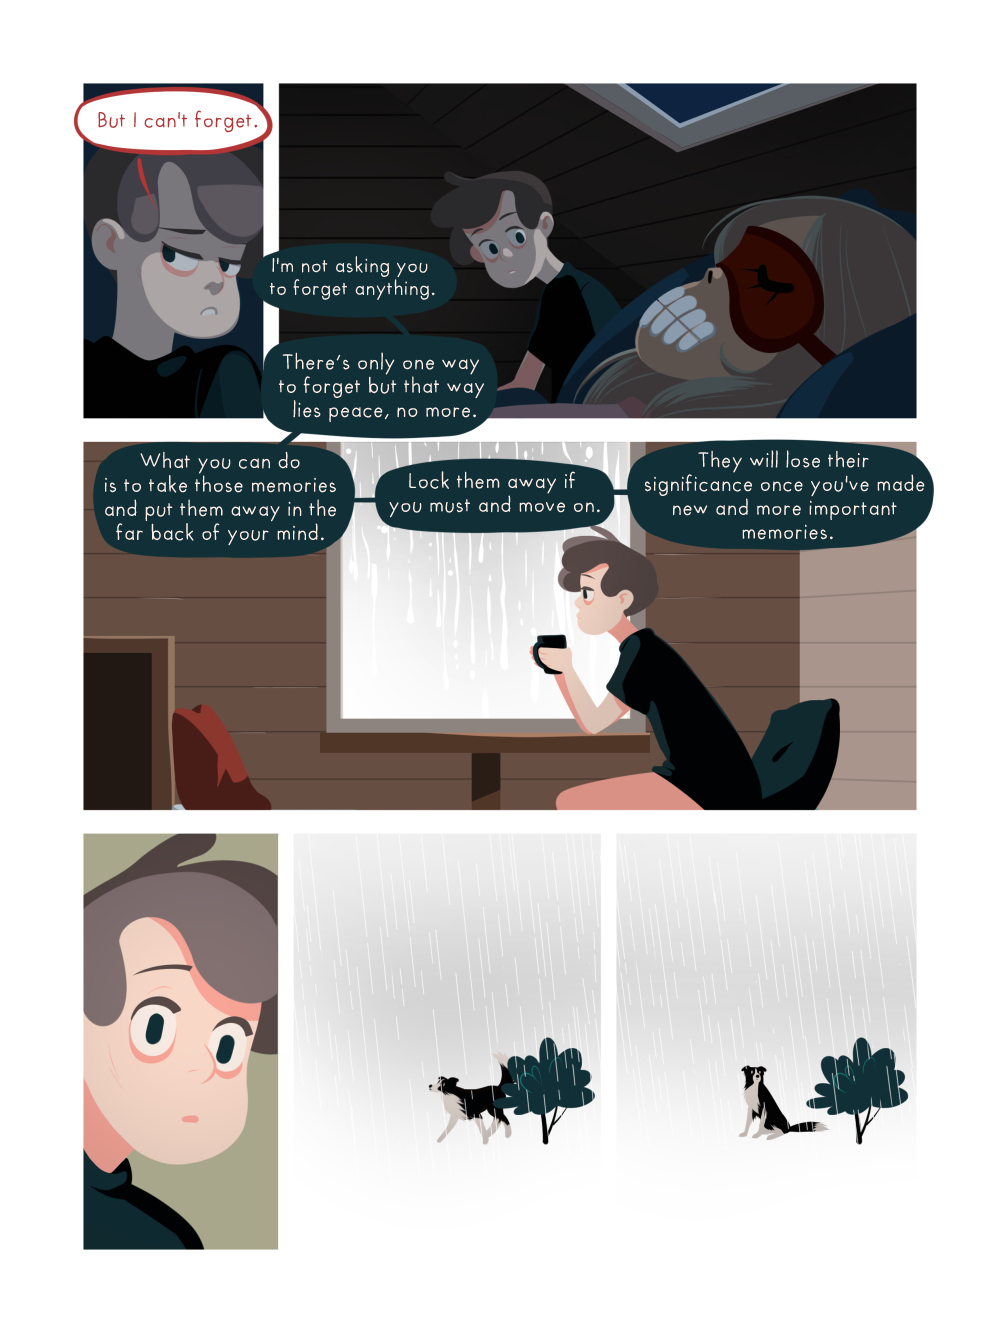 But I can't forget.
I'm not asking you
to forget anything.
There's only one way
to forget but that way
lies peace, no more.
What you can do
is to take those memories
and put them away in the
far back of your mind.
Lock them away if
you must and move on.
They will lose their
significance once you've made
new and more important
memories.